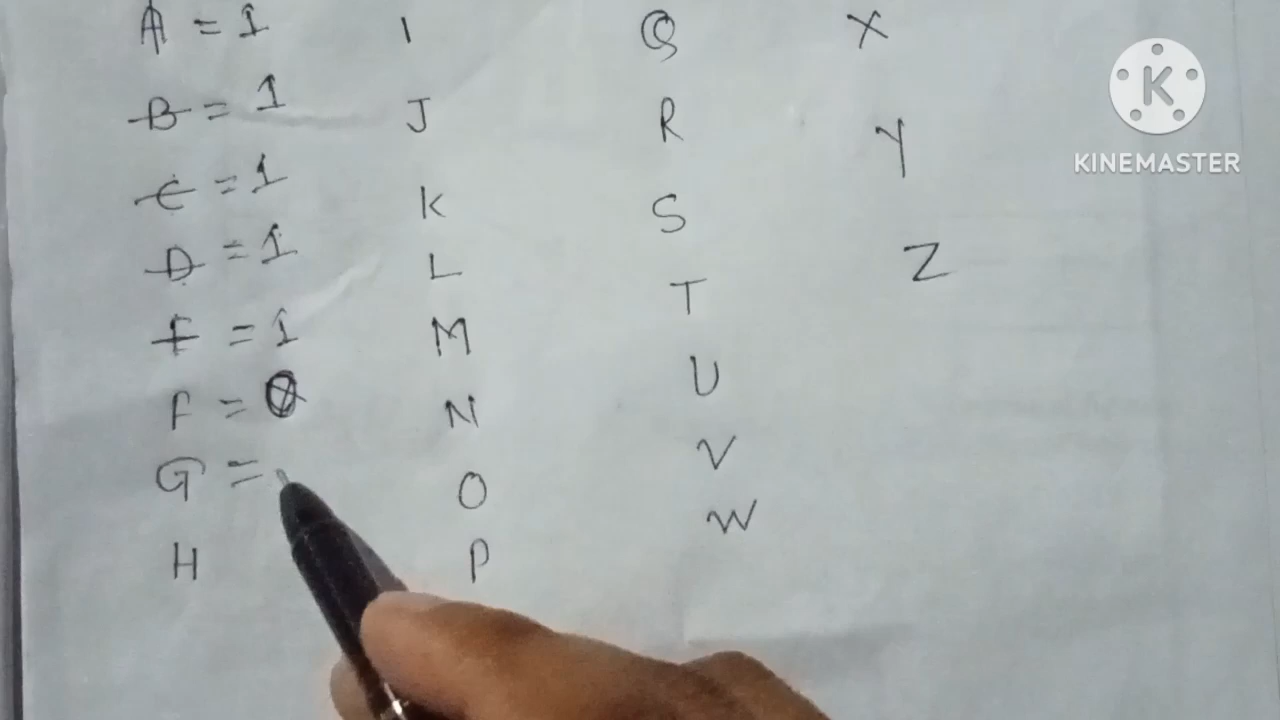 A = 1
B = 1
C = 1
D = 1
E = 1
F = 0
G =
H
I
J
K
L
M
N
O
P
Q
R
S
T
U
V
W
X
Y
Z
K
KINEMASTER